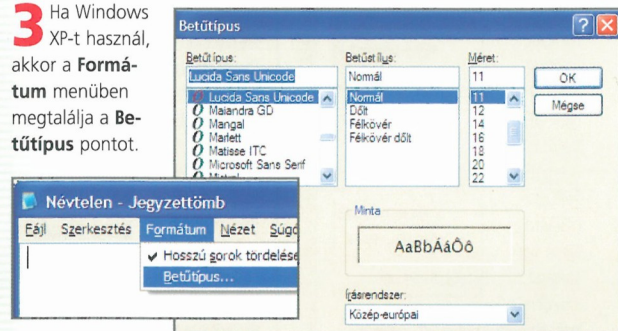 3 Ha Windows
XP-t használ,
akkor a Formá-
tum menüben
megtalálja a Be-
tűtípus pontot.
Betűtípus
Betűtípus:
Betűstílus:
Méret:
Lucida Sans Unicode
Normál
11
OK
Mégse
Lucida Sans Unicode
Maiandra GD
Mangal
Marlett
Matisse ITC
Microsoft Sans Serif
Mistral
Normál
Dőlt
Félkövér
Félkövér dőlt
11
12
14
16
18
20
22
Minta
AaBbÁáÔô
Írásrendszer:
Közép-európai
Névtelen - Jegyzettömb
Fájl Szerkesztés Formátum Nézet Súgó
Hosszú sorok tördelése
Betűtípus...